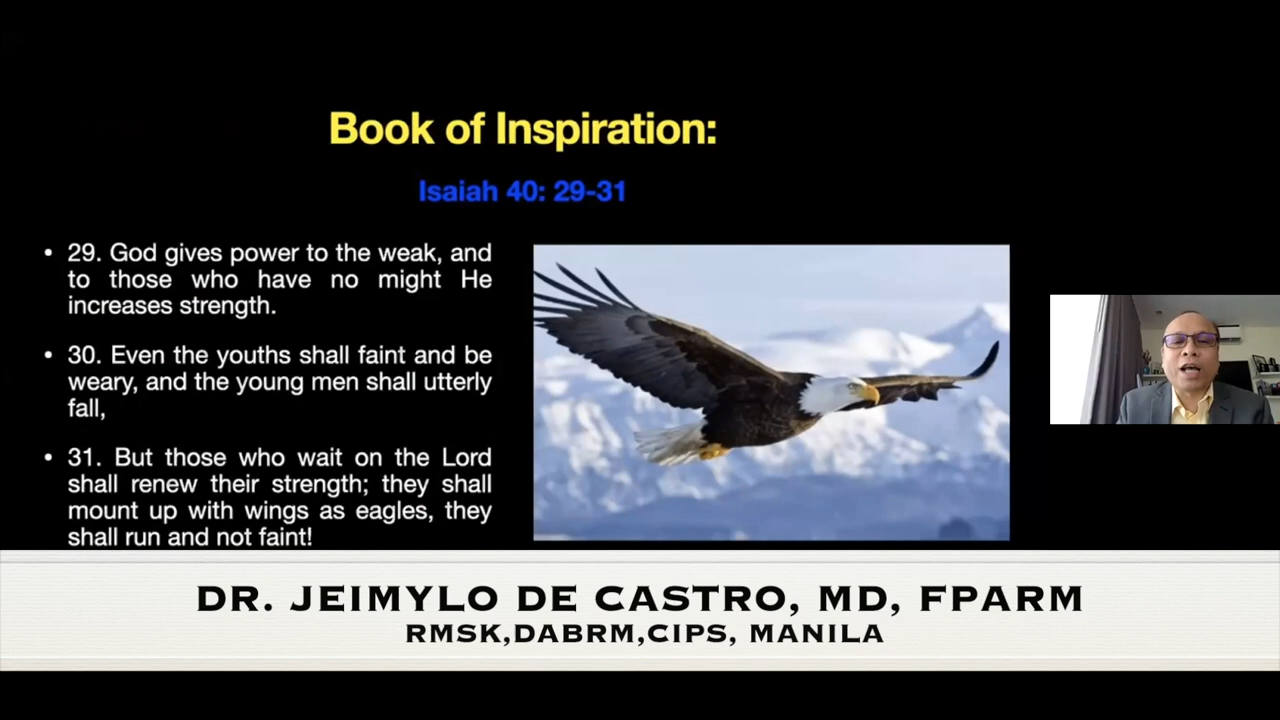 Book of Inspiration:
Isaiah 40: 29-31
• 29. God gives power to the weak, and
to those who have no might He
increases strength.
• 30. Even the youths shall faint and be
weary, and the young men shall utterly
fall,
• 31. But those who wait on the Lord
shall renew their strength; they shall
mount up with wings as eagles, they
shall run and not faint!
DR. JEIMYLO DE CASTRO, MD, FPARM
RMSK,DABRM,CIPS, MANILA